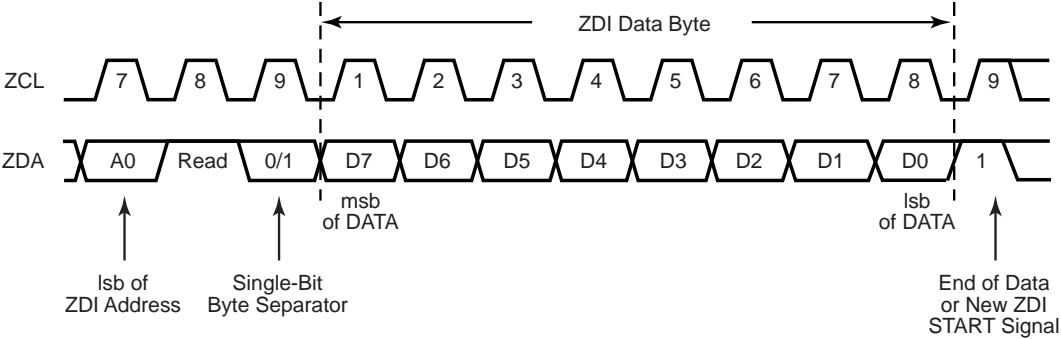 ZDI Data Byte
ZCL 7 8 9 1 2 3 4 5 6 7 8 9
ZDA A0 Read 0/1 D7 D6 D5 D4 D3 D2 D1 D0 1
msb
of DATA
lsb
of DATA
lsb of
ZDI Address
Single-Bit
Byte Separator
End of Data
or New ZDI
START Signal